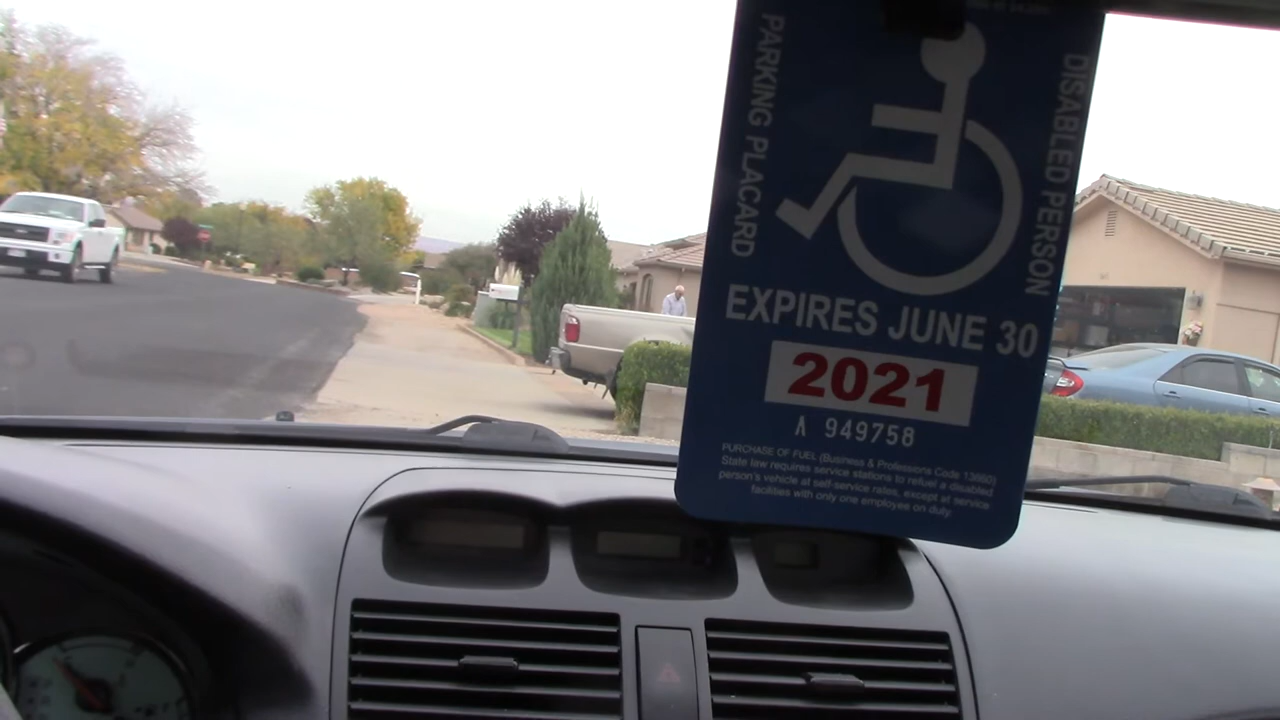 PARKING PLACARD
DISABLED PERSON
EXPIRES JUNE 30
2021
A 949758
PURCHASE OF FUEL (Business & Professions Code 13660)
State law requires service stations to refuel a disabled
person's vehicle at self-service rates, except at service
facilities with only one employee on duty.